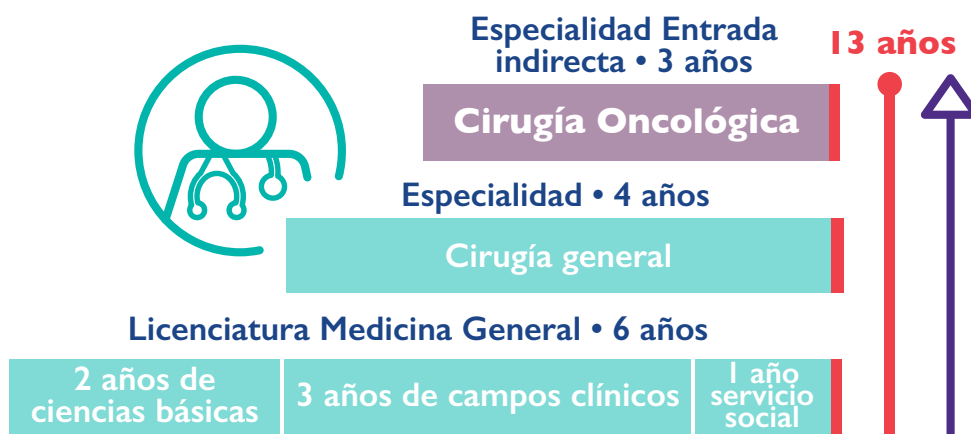 Especialidad Entrada
indirecta • 3 años
13 años
Cirugía Oncológica
Especialidad • 4 años
Cirugía general
Licenciatura Medicina General • 6 años
2 años de
ciencias básicas
3 años de campos clínicos
1 año
servicio
social